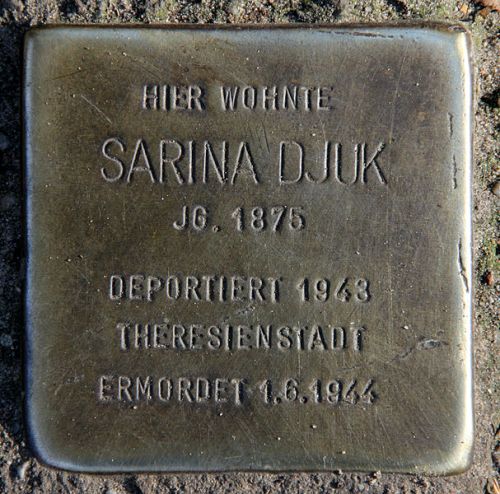 HIER WOHNTE
SARINA DJUK
JG. 1875
DEPORTIERT 1943
THERESIENSTADT
ERMORDET 1.6.1944